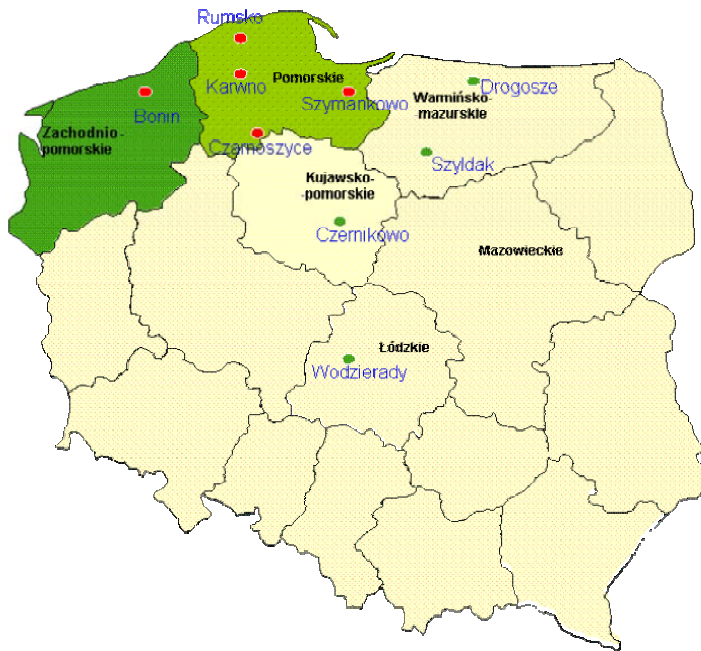 Rumsko
Karwno
Pomorskie
Drogosze
Warmińsko-
-mazurskie
Szymankowo
Bonin
Zachodnio-
pomorskie
Czarnoszyce
Szyldak
Kujawsko-
-pomorskie
Czernikowo
Mazowieckie
Łódzkie
Wodzierady